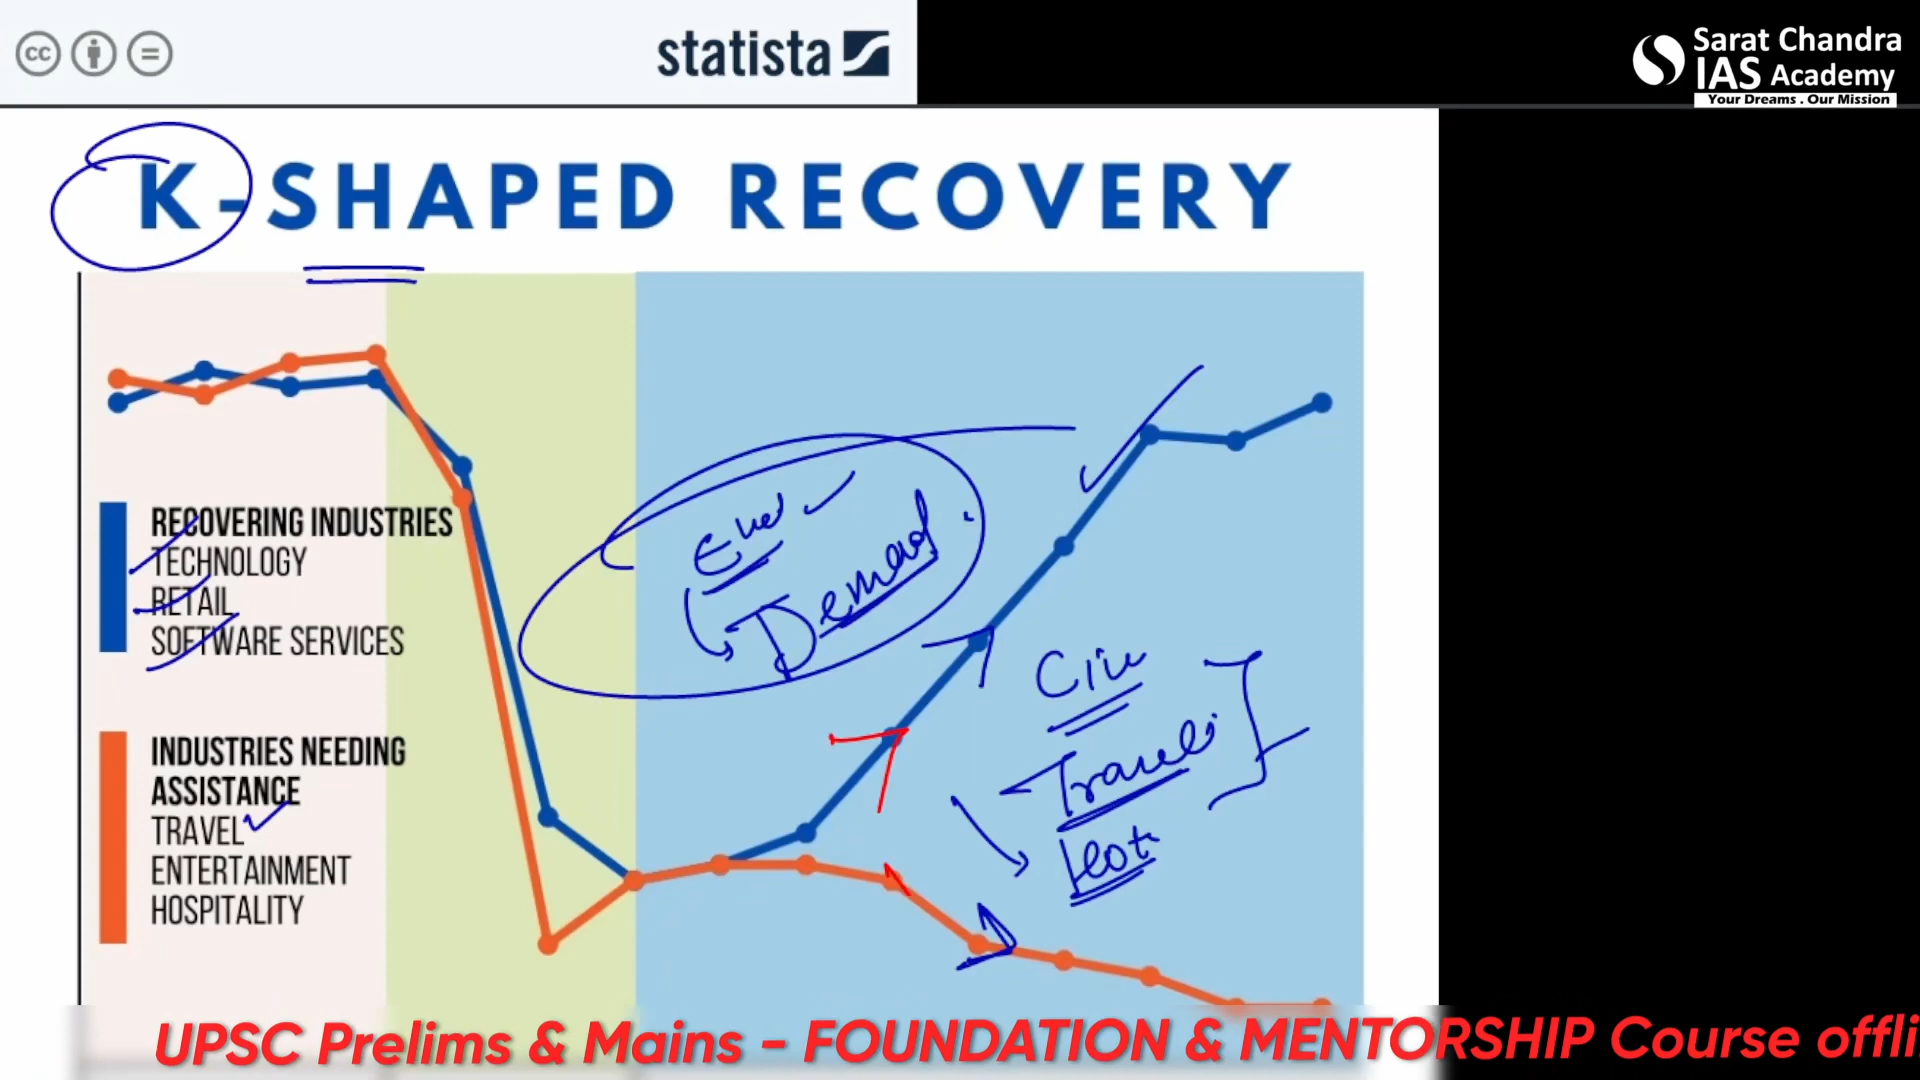 statista
Sarat Chandra
IAS Academy
Your Dreams . Our Mission
K-SHAPED RECOVERY
RECOVERING INDUSTRIES
TECHNOLOGY
RETAIL
SOFTWARE SERVICES
INDUSTRIES NEEDING
ASSISTANCE
TRAVEL
ENTERTAINMENT
HOSPITALITY
Demand
UPSC Prelims & Mains - FOUNDATION & MENTORSHIP Course offli